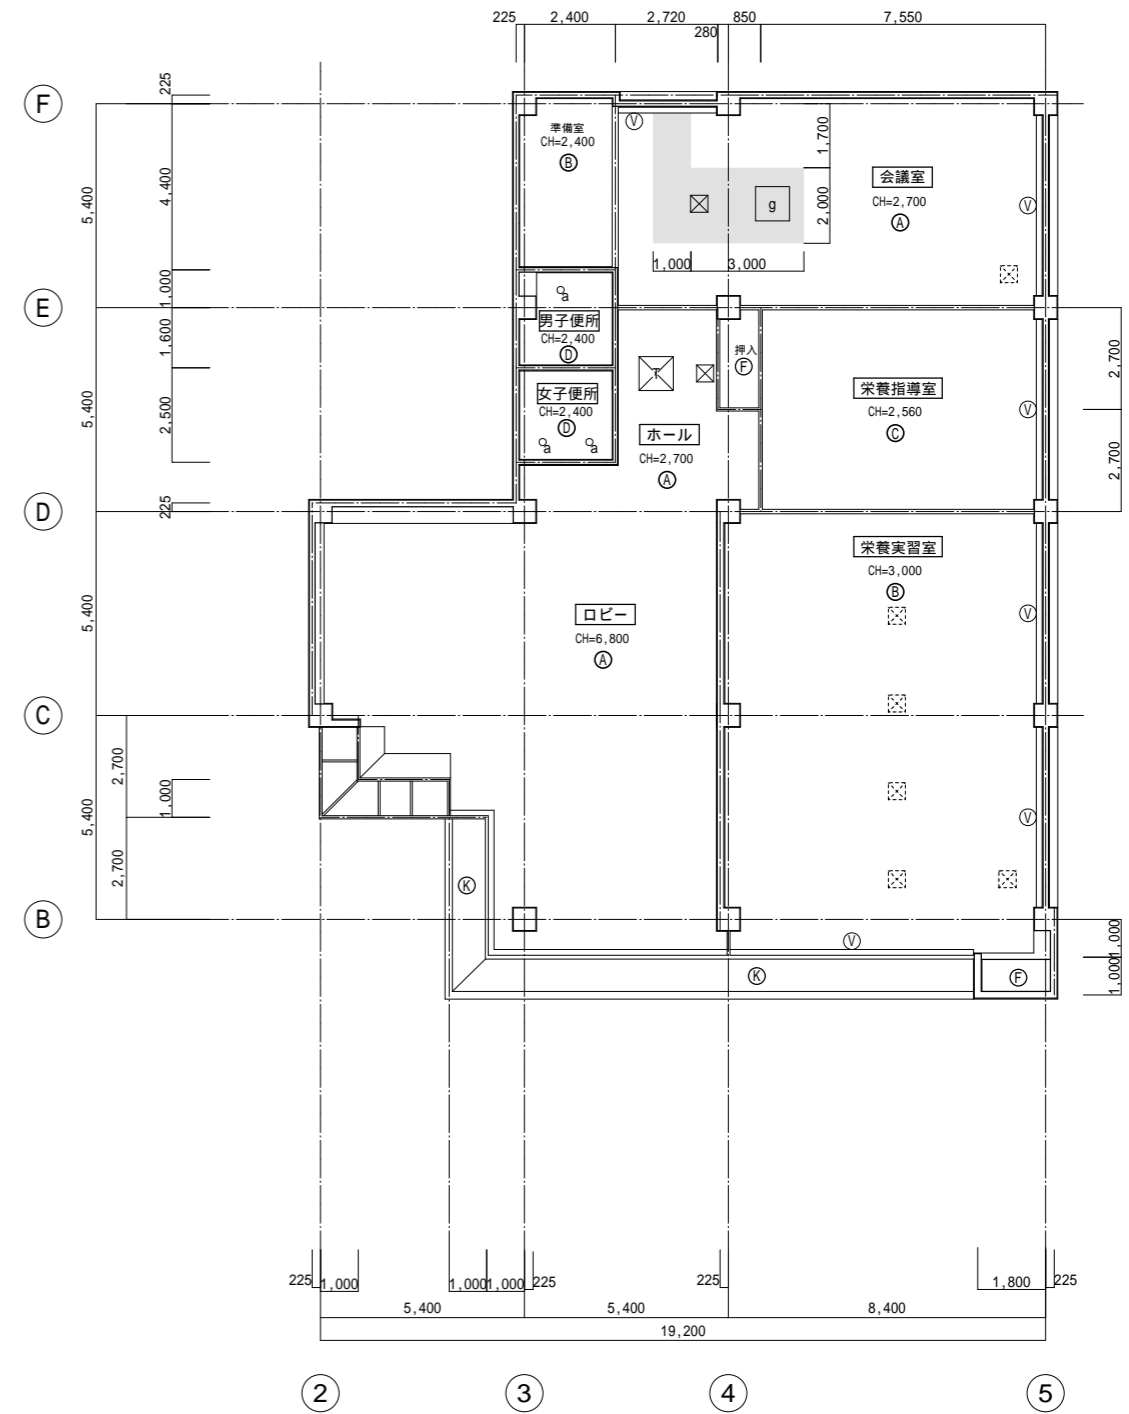 225
2,400
2,720
280
850
7,550
F
225
5,400
4,400
準備室
CH=2,400
B
V
1,700
会議室
CH=2,700
A
V
g
2,000
1,000
3,000
E
1,000
a
男子便所
CH=2,400
D
1,600
5,400
2,500
女子便所
CH=2,400
D
a
a
T
押入
F
栄養指導室
CH=2,560
C
V
2,700
2,700
ホール
CH=2,700
A
D
225
5,400
栄養実習室
CH=3,000
B
V
ロビー
CH=6,800
A
C
2,700
1,000
5,400
2,700
V
K
B
V
K
F
1,000
1,000
225
1,000
1,000
1,000
225
225
1,800
225
5,400
5,400
8,400
19,200
2
3
4
5